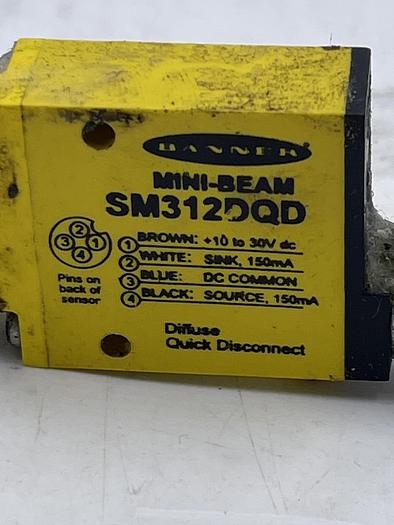 BANNER
MINI-BEAM
SM312DQD
① BROWN: +10 to 30V dc
② WHITE: SINK, 150mA
③ BLUE: DC COMMON
④ BLACK: SOURCE, 150mA
2
3 1
4
Pins on
back of
sensor
Diffuse
Quick Disconnect